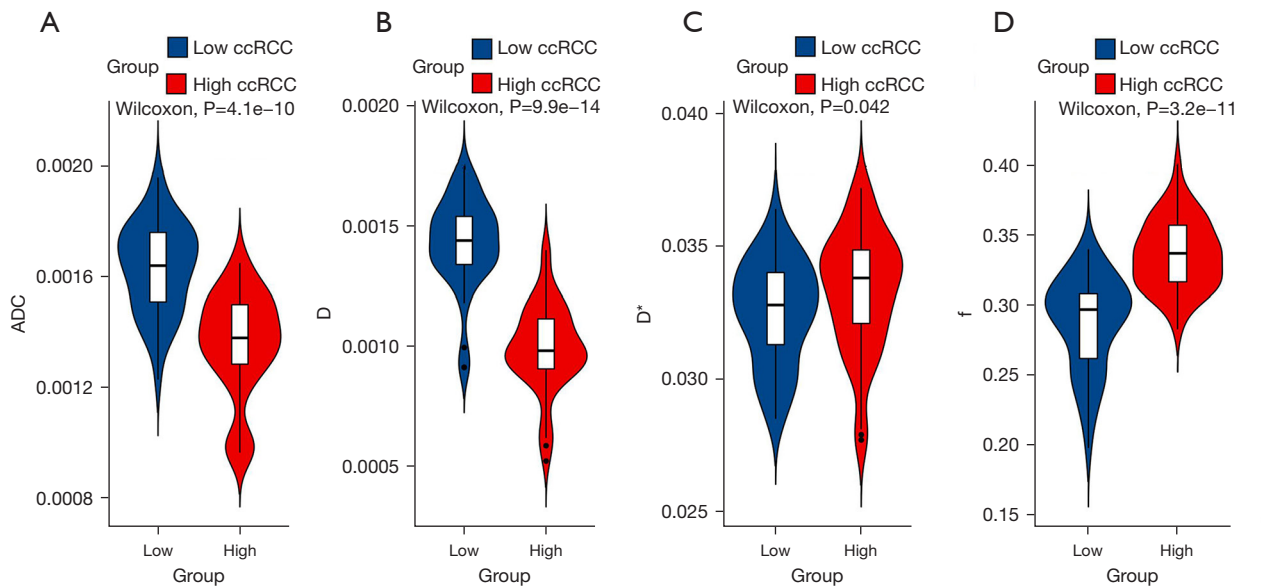 A
Low ccRCC
Group
High ccRCC
Wilcoxon, P=4.1e−10
0.0020
0.0016
0.0012
0.0008
ADC
Low High
Group
B
Low ccRCC
Group
High ccRCC
Wilcoxon, P=9.9e−14
0.0020
0.0015
0.0010
0.0005
D
Low High
Group
C
Low ccRCC
Group
High ccRCC
Wilcoxon, P=0.042
0.040
0.035
0.030
0.025
D*
Low High
Group
D
Low ccRCC
Group
High ccRCC
Wilcoxon, P=3.2e−11
0.40
0.35
0.30
0.25
0.20
0.15
f
Low High
Group